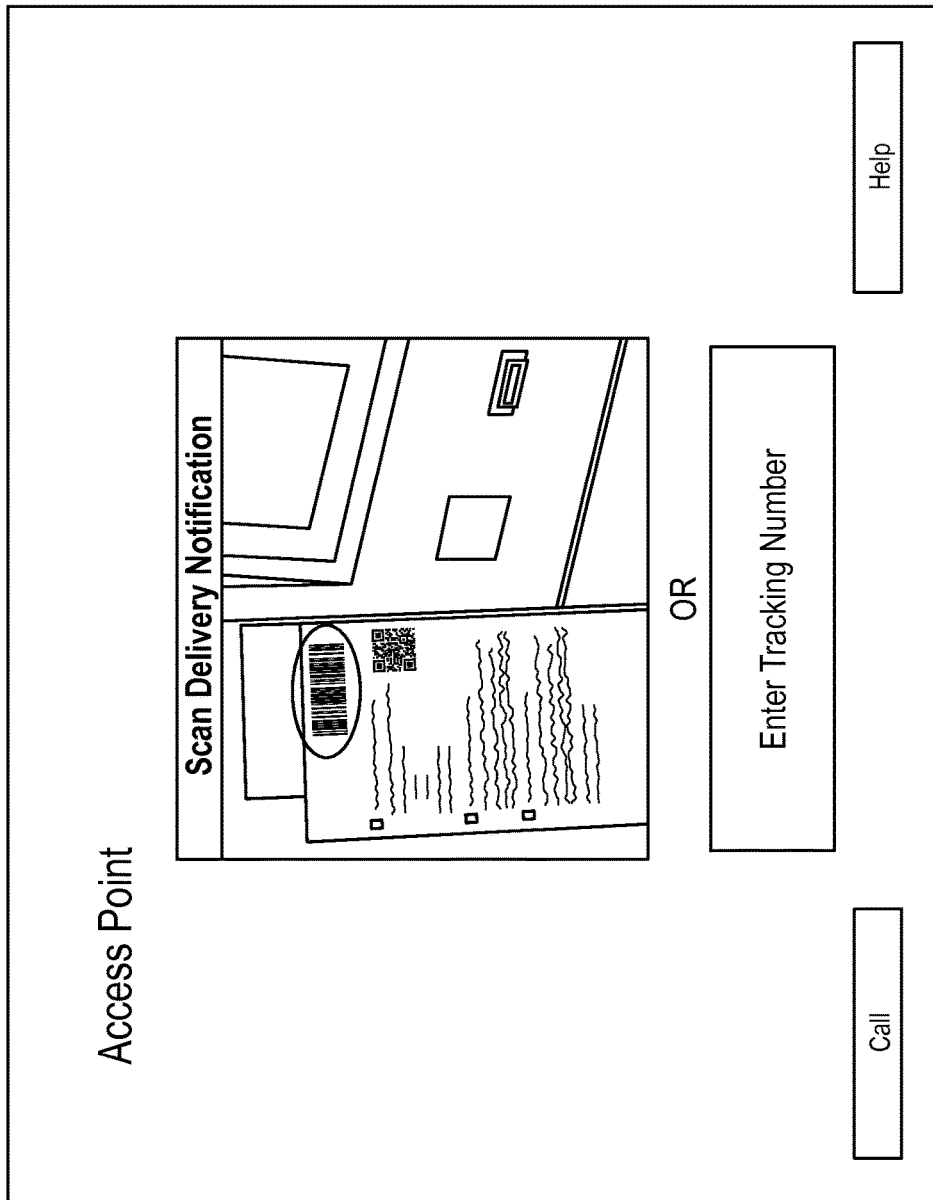 Access Point
Scan Delivery Notification
OR
Enter Tracking Number
Call
Help